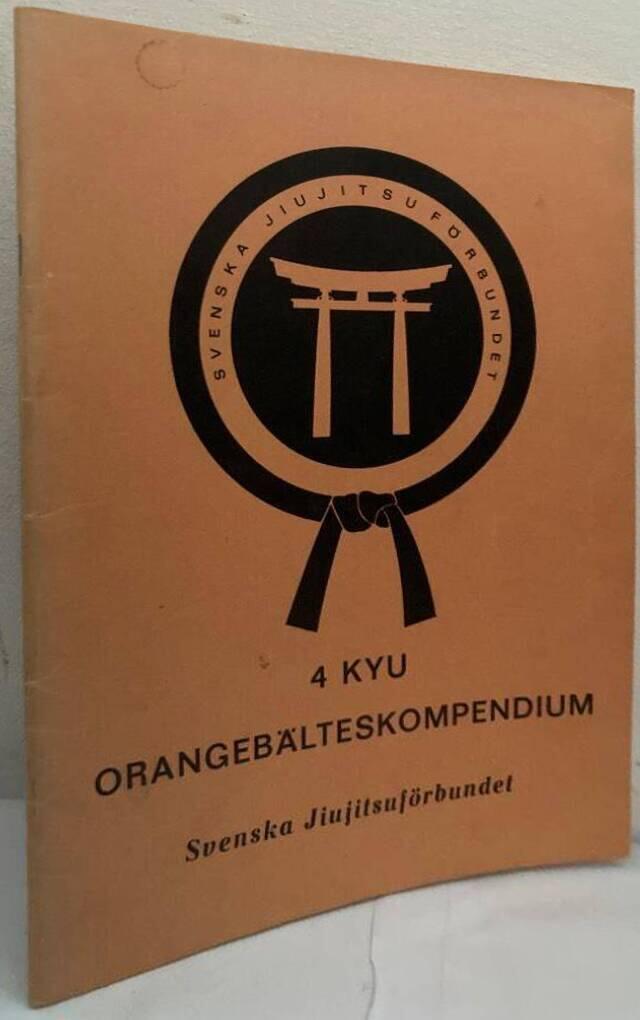 SVENSKA JIUJITSUFÖRBUNDET
4 KYU
ORANGEBÄLTESKOMPENDIUM
Svenska Jiujitsuförbundet